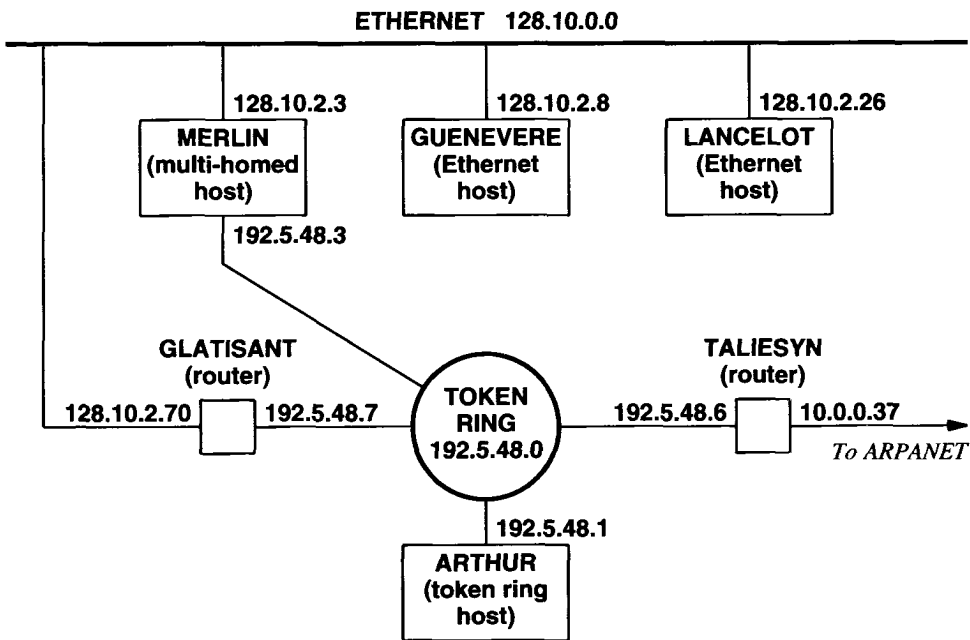 ETHERNET 128.10.0.0
128.10.2.3
MERLIN
(multi-homed
host)
192.5.48.3
128.10.2.8
GUENEVERE
(Ethernet
host)
128.10.2.26
LANCELOT
(Ethernet
host)
GLATISANT
(router)
128.10.2.70
192.5.48.7
TOKEN
RING
192.5.48.0
TALIESYN
(router)
192.5.48.6
10.0.0.37
To ARPANET
192.5.48.1
ARTHUR
(token ring
host)